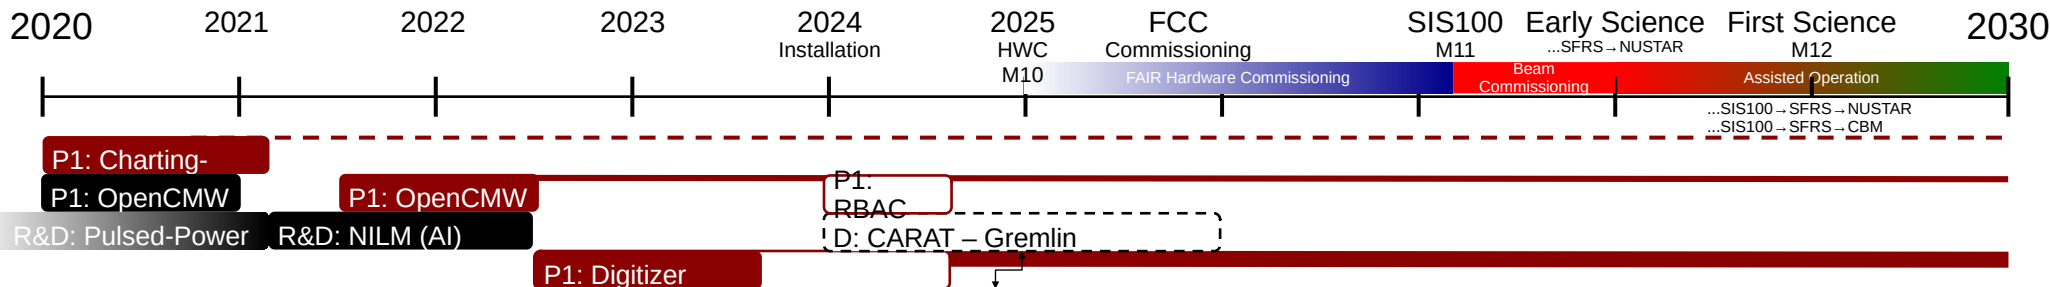 2020 2021 2022 2023 2024 2025 FCC SIS100 Early Science First Science 2030
Installation HWC Commissioning M11 ...SFRS→NUSTAR M12
M10 FAIR Hardware Commissioning Beam Assisted Operation
Commissioning
...SIS100→SFRS→NUSTAR
...SIS100→SFRS→CBM
P1: Charting-
P1: OpenCMW P1: OpenCMW P1:
RBAC
R&D: Pulsed-Power R&D: NILM (AI) D: CARAT – Gremlin
P1: Digitizer